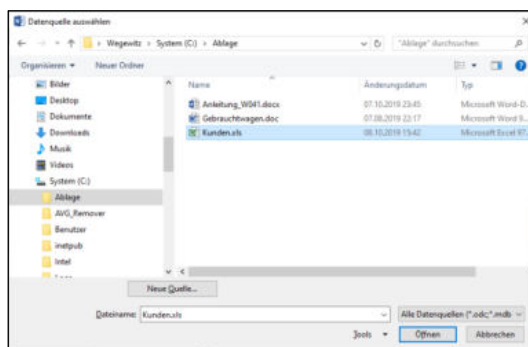 Datenquelle auswählen
Wegewitz > System (C:) > Ablage
"Ablage" durchsuchen
Organisieren Neuer Ordner
Name Änderungsdatum Typ
Bilder
Desktop
Dokumente
Downloads
Musik
Videos
System (C:)
Ablage
AVG_Remover
Benutzer
inetpub
Intel
Anleitung_W041.docx 07.10.2019 23:45 Microsoft Word-D.
Gebrauchtwagen.doc 07.08.2019 22:17 Microsoft Word 9...
Kunden.xls 08.10.2019 15:42 Microsoft Excel 97.
Neue Quelle...
Dateiname: Kunden.xls
Alle Datenquellen (*.odc;*.mdb
Tools Öffnen Abbrechen